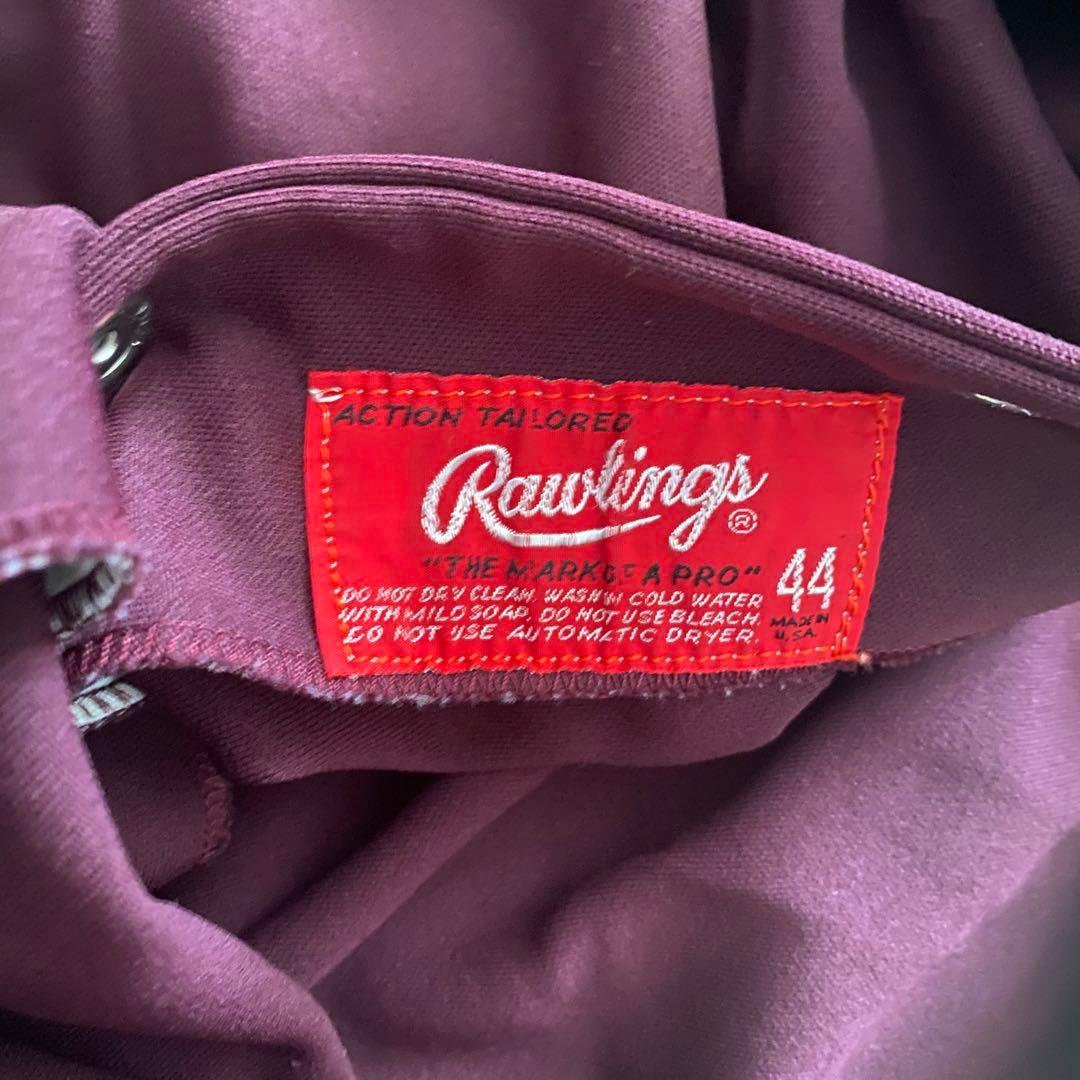 ACTION TAILORED
Rawlings ®
"THE MARK OF A PRO"
44
DO NOT DRY CLEAN, WASH IN COLD WATER
WITH MILD SOAP, DO NOT USE BLEACH.
DO NOT USE AUTOMATIC DRYER.
MADE IN
U.S.A.